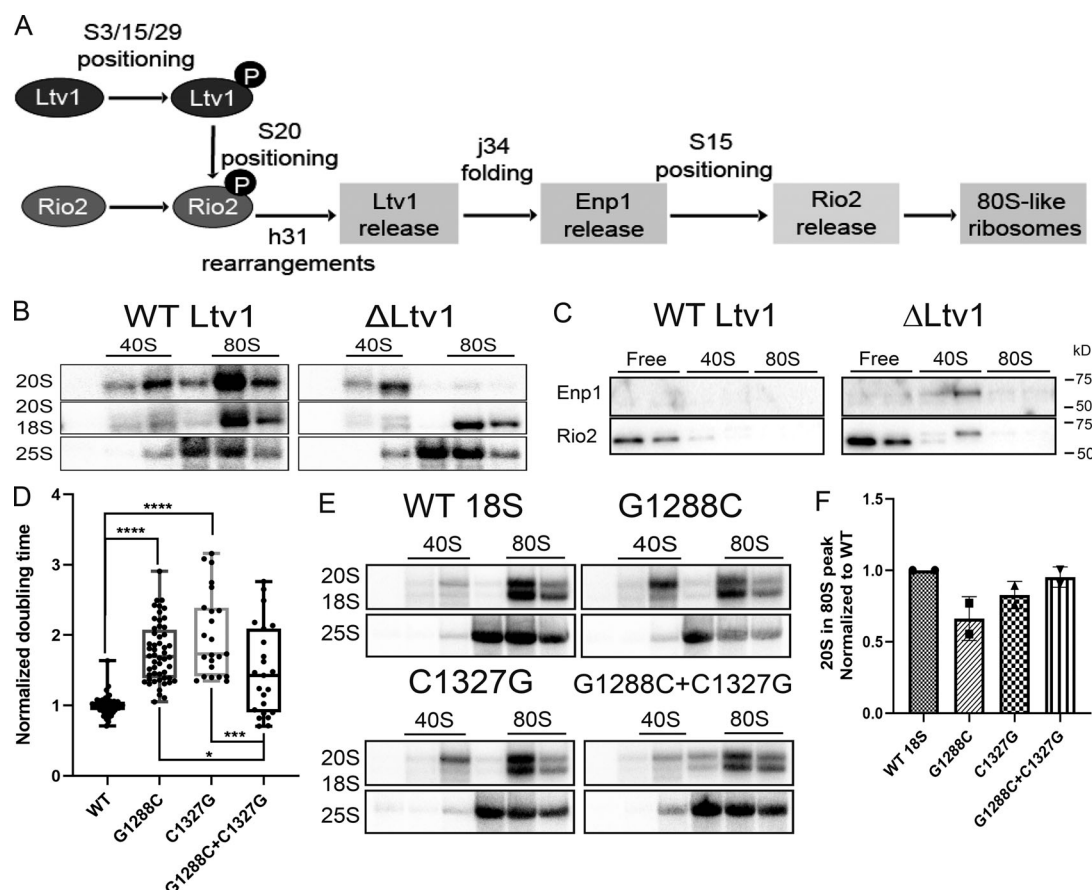 A
S3/15/29
positioning
Ltv1
Ltv1
P
S20
positioning
j34
folding
S15
positioning
Rio2
Rio2
P
Ltv1
release
Enp1
release
Rio2
release
80S-like
ribosomes
h31
rearrangements
B
WT Ltv1
ΔLtv1
40S
80S
40S
80S
20S
20S
18S
25S
C
WT Ltv1
ΔLtv1
Free
40S
80S
Free
40S
80S
kD
Enp1
75
50
Rio2
75
50
D
Normalized doubling time
4
3
2
1
0
****
****
***
*
WT
G1288C
C1327G
G1288C+C1327G
E
WT 18S
G1288C
40S
80S
40S
80S
20S
18S
25S
C1327G
G1288C+C1327G
40S
80S
40S
80S
20S
18S
25S
F
20S in 80S peak
Normalized to WT
1.5
1.0
0.5
0.0
WT 18S
G1288C
C1327G
G1288C+C1327G